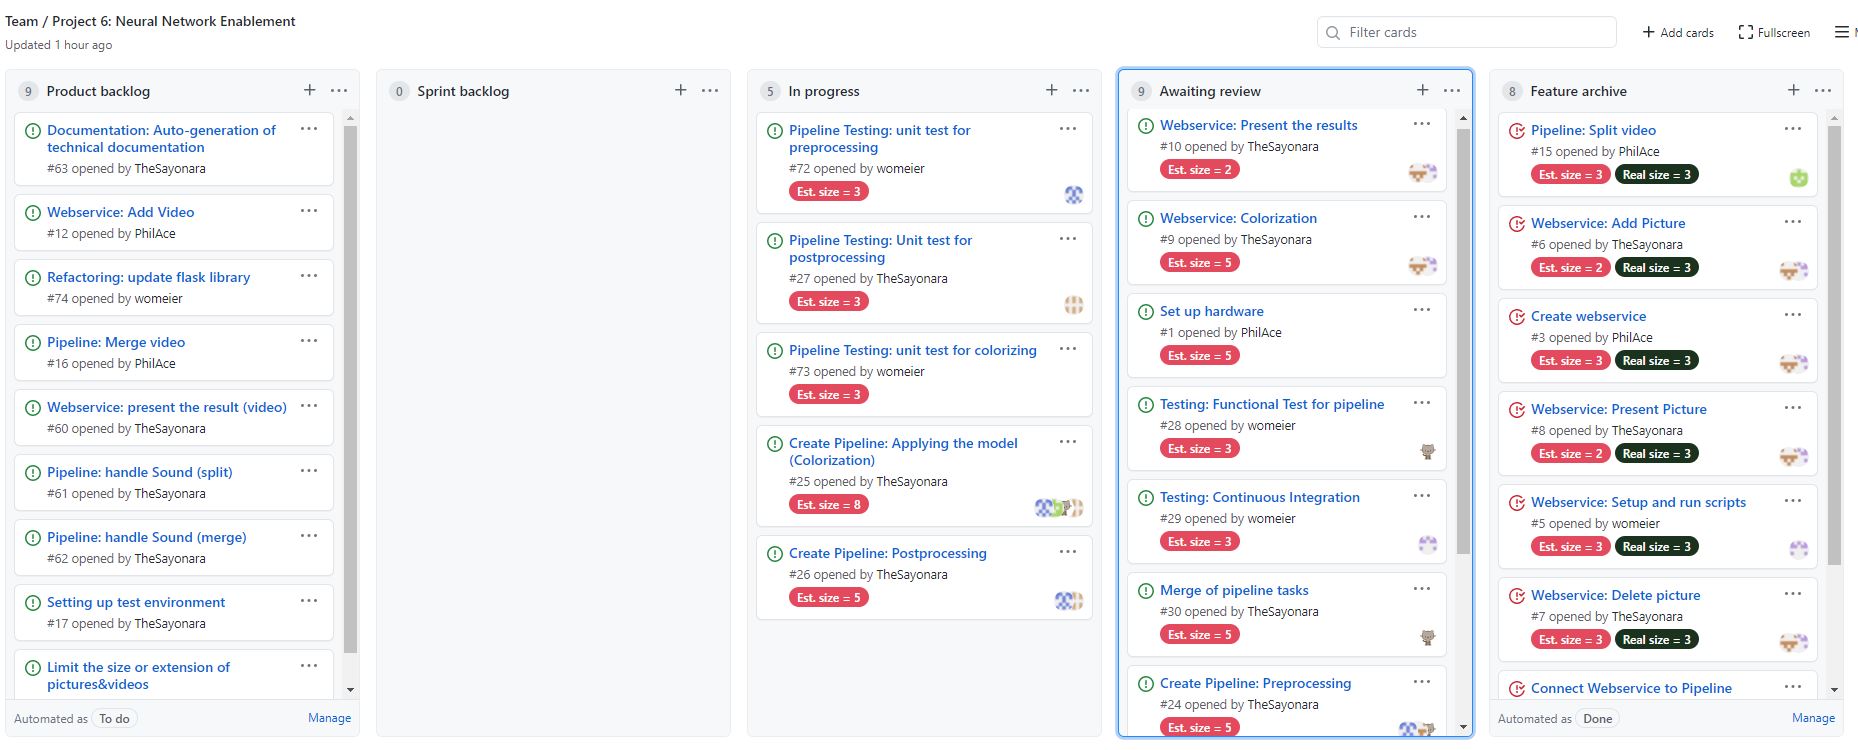 Team / Project 6: Neural Network Enablement
Updated 1 hour ago
Filter cards
Add cards
Fullscreen
9 Product backlog
Documentation: Auto-generation of
technical documentation
#63 opened by TheSayonara
Webservice: Add Video
#12 opened by PhilAce
Refactoring: update flask library
#74 opened by womeier
Pipeline: Merge video
#16 opened by PhilAce
Webservice: present the result (video)
#60 opened by TheSayonara
Pipeline: handle Sound (split)
#61 opened by TheSayonara
Pipeline: handle Sound (merge)
#62 opened by TheSayonara
Setting up test environment
#17 opened by TheSayonara
Limit the size or extension of
pictures&videos
Automated as To do
Manage
0 Sprint backlog
5 In progress
Pipeline Testing: unit test for
preprocessing
#72 opened by womeier
Est. size = 3
Pipeline Testing: Unit test for
postprocessing
#27 opened by TheSayonara
Est. size = 3
Pipeline Testing: unit test for colorizing
#73 opened by womeier
Est. size = 3
Create Pipeline: Applying the model
(Colorization)
#25 opened by TheSayonara
Est. size = 8
Create Pipeline: Postprocessing
#26 opened by TheSayonara
Est. size = 5
9 Awaiting review
Webservice: Present the results
#10 opened by TheSayonara
Est. size = 2
Webservice: Colorization
#9 opened by TheSayonara
Est. size = 5
Set up hardware
#1 opened by PhilAce
Est. size = 5
Testing: Functional Test for pipeline
#28 opened by womeier
Est. size = 3
Testing: Continuous Integration
#29 opened by womeier
Est. size = 3
Merge of pipeline tasks
#30 opened by TheSayonara
Est. size = 5
Create Pipeline: Preprocessing
#24 opened by TheSayonara
Est. size = 5
8 Feature archive
Pipeline: Split video
#15 opened by PhilAce
Est. size = 3 Real size = 3
Webservice: Add Picture
#6 opened by TheSayonara
Est. size = 2 Real size = 3
Create webservice
#3 opened by PhilAce
Est. size = 3 Real size = 3
Webservice: Present Picture
#8 opened by TheSayonara
Est. size = 2 Real size = 3
Webservice: Setup and run scripts
#5 opened by womeier
Est. size = 3 Real size = 3
Webservice: Delete picture
#7 opened by TheSayonara
Est. size = 3 Real size = 3
Connect Webservice to Pipeline
Automated as Done
Manage